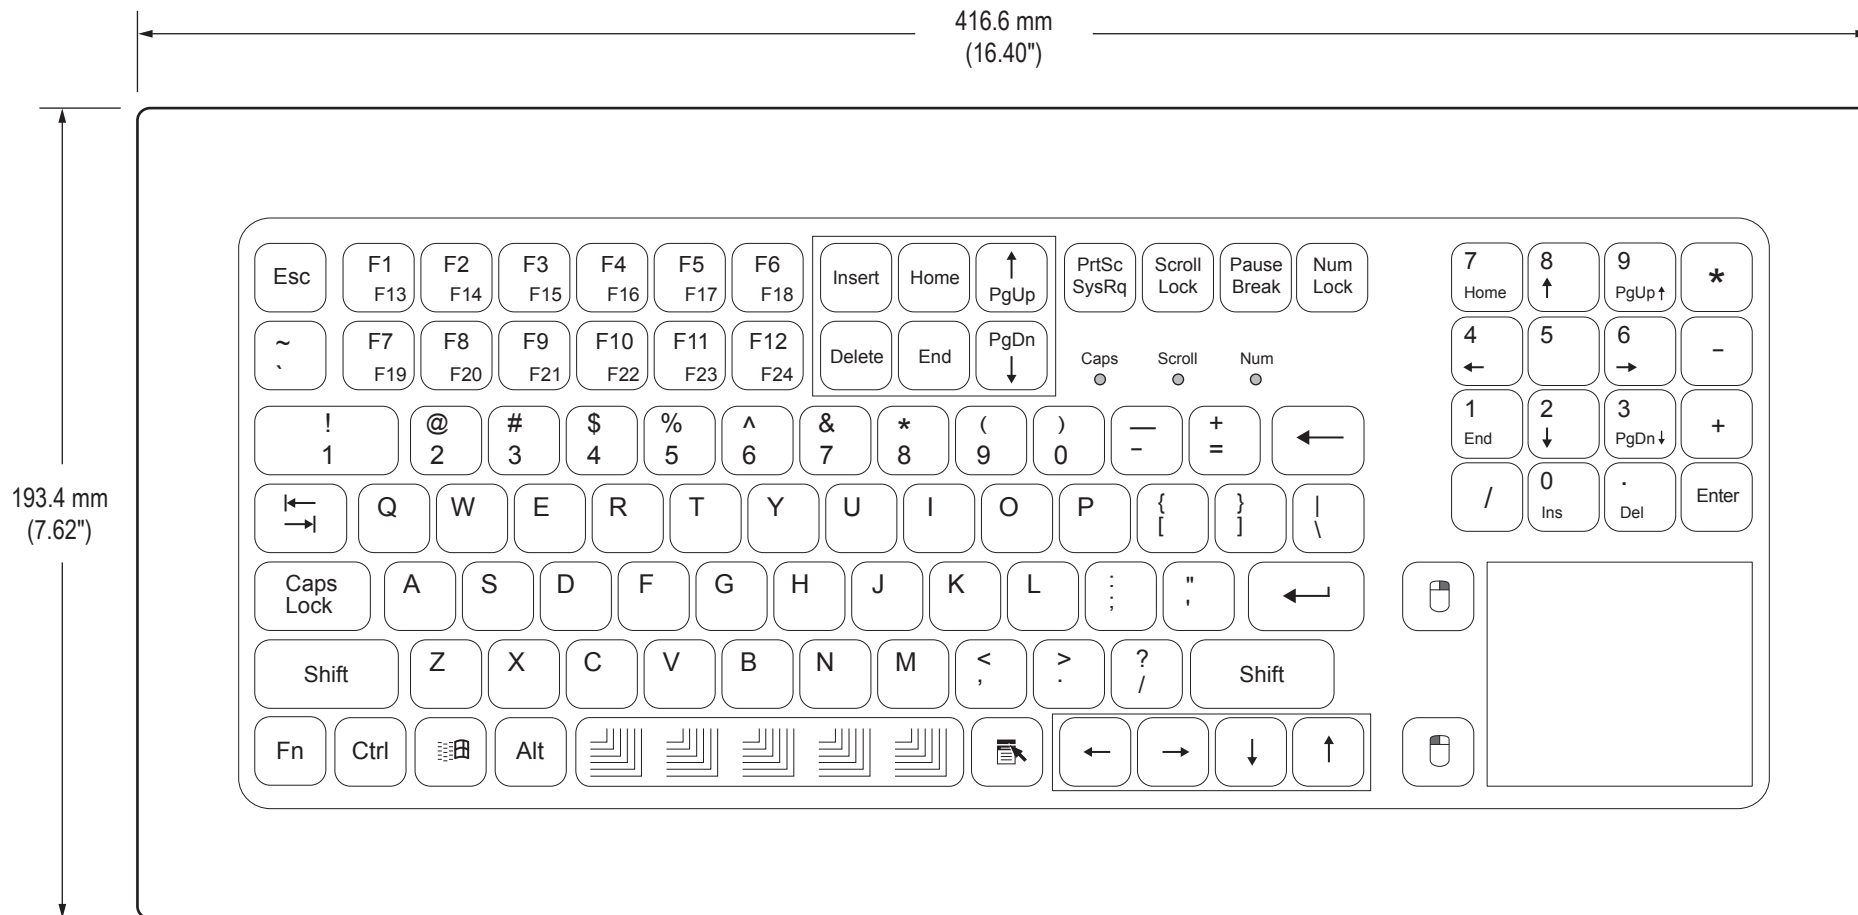 416.6 mm
(16.40")
193.4 mm
(7.62")
Esc
F1
F13
F2
F14
F3
F15
F4
F16
F5
F17
F6
F18
Insert
Home
↑
PgUp
PrtSc
SysRq
Scroll
Lock
Pause
Break
Num
Lock
7
Home
8
↑
9
PgUp↑
*
~
`
F7
F19
F8
F20
F9
F21
F10
F22
F11
F23
F12
F24
Delete
End
PgDn
↓
Caps
Scroll
Num
4
←
5
6
→
-
!
1
@
2
#
3
$
4
%
5
^
6
&
7
*
8
(
9
)
0
—
-
+
=
←
1
End
2
↓
3
PgDn↓
+
Q
W
E
R
T
Y
U
I
O
P
{
[
}
]
|
\
/
0
Ins
.
Del
Enter
Caps
Lock
A
S
D
F
G
H
J
K
L
:
;
"
'
Shift
Z
X
C
V
B
N
M
<
,
>
.
?
/
Shift
Fn
Ctrl
Alt
←
→
↓
↑